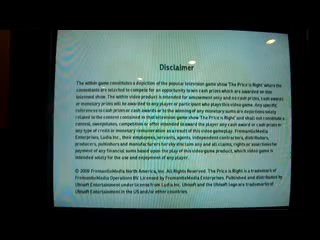 Disclaimer
The within game constitutes a depiction of the popular television game show 'The Price is Right' where the
contestants are selected to compete for an opportunity to win cash prizes which are awarded on the
television show. The within video product is intended for amusement only and no cash prizes, cash awards
or monetary prizes will be awarded to any player or participant who plays this video game. Any specific
references to cash prizes or cash awards or to the winning of any monetary sums are depictions solely
related to the content contained in that television game show 'The Price is Right' and shall not constitute a
contest, sweepstakes, competition or offer intended to award the player any cash award or cash prizes or
any type of credit or monetary remuneration as a result of this video gameplay. FremantleMedia
Enterprises, Ludia Inc., their employees, servants, agents, independent contractors, distributors,
producers, publishers and manufacturers hereby disclaim any and all claims, rights or assertions for
payment of any financial sums based upon the play of this video game product, which video game is
intended solely for the use and enjoyment of any player.
FremantleMedia North America, Inc. All Rights Reserved. The Price is Right is a trademark of
FremantleMedia Operations BV. Licensed by FremantleMedia Enterprises. Published and distributed by
Ubisoft Entertainment under license from Ludia Inc. Ubisoft and the Ubisoft logo are trademarks of
Ubisoft Entertainment in the US and/or other countries.